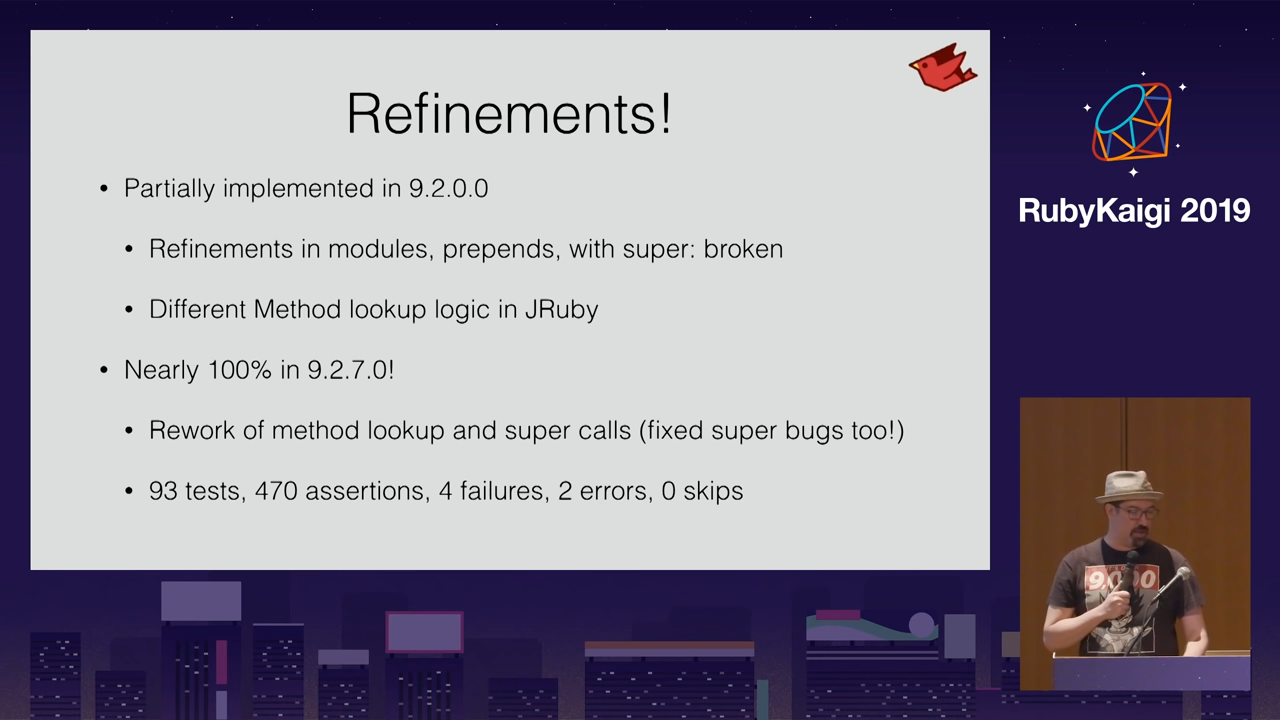 Refinements!
• Partially implemented in 9.2.0.0
• Refinements in modules, prepends, with super: broken
• Different Method lookup logic in JRuby
• Nearly 100% in 9.2.7.0!
• Rework of method lookup and super calls (fixed super bugs too!)
• 93 tests, 470 assertions, 4 failures, 2 errors, 0 skips
RubyKaigi 2019